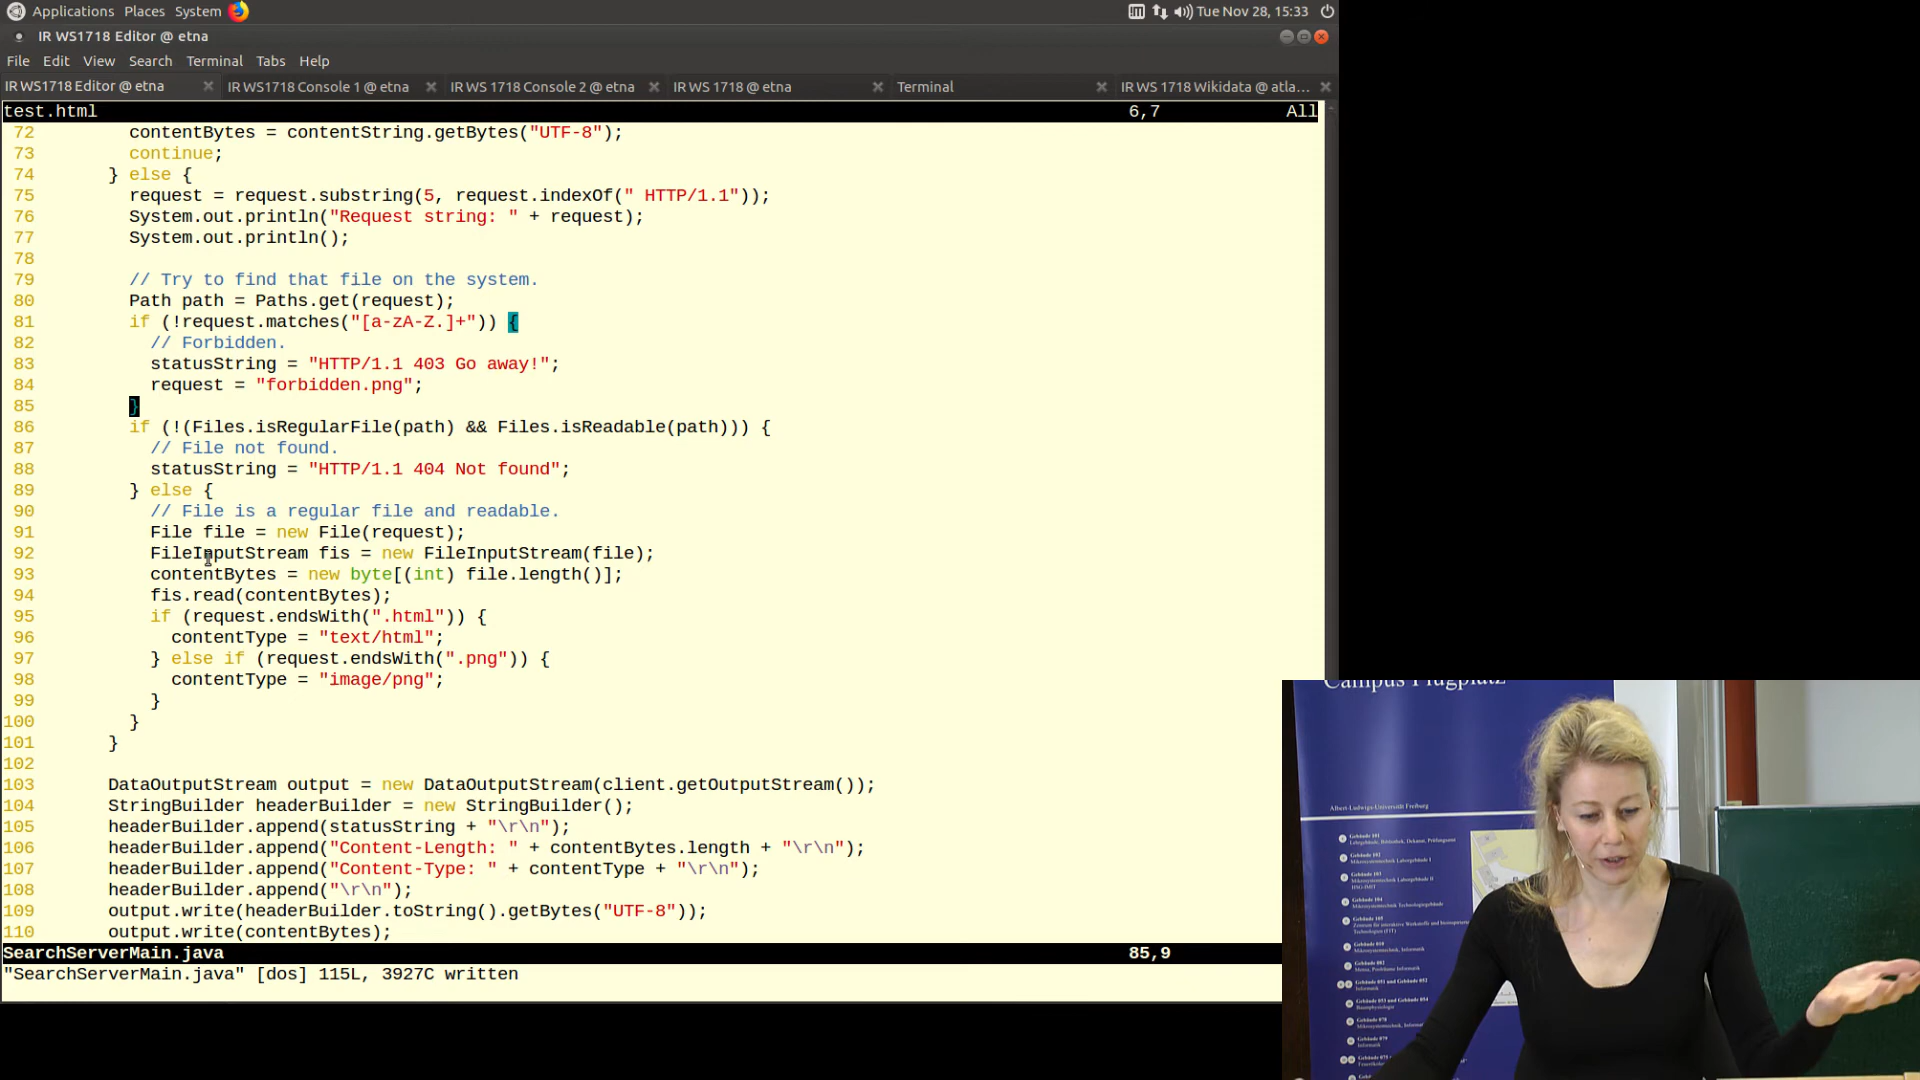 Applications Places System Tue Nov 28, 15:33
IR WS1718 Editor @ etna
File Edit View Search Terminal Tabs Help
IR WS1718 Editor @ etna IR WS1718 Console 1 @ etna IR WS 1718 Console 2 @ etna IR WS 1718 @ etna Terminal IR WS 1718 Wikidata @ atla...
test.html 6,7 All
72 contentBytes = contentString.getBytes("UTF-8");
73 continue;
74 } else {
75 request = request.substring(5, request.indexOf(" HTTP/1.1"));
76 System.out.println("Request string: " + request);
77 System.out.println();
78
79 // Try to find that file on the system.
80 Path path = Paths.get(request);
81 if (!request.matches("[a-zA-Z.]+")) {
82 // Forbidden.
83 statusString = "HTTP/1.1 403 Go away!";
84 request = "forbidden.png";
85 }
86 if (!(Files.isRegularFile(path) && Files.isReadable(path))) {
87 // File not found.
88 statusString = "HTTP/1.1 404 Not found";
89 } else {
90 // File is a regular file and readable.
91 File file = new File(request);
92 FileInputStream fis = new FileInputStream(file);
93 contentBytes = new byte[(int) file.length()];
94 fis.read(contentBytes);
95 if (request.endsWith(".html")) {
96 contentType = "text/html";
97 } else if (request.endsWith(".png")) {
98 contentType = "image/png";
99 }
100 }
101 }
102
103 DataOutputStream output = new DataOutputStream(client.getOutputStream());
104 StringBuilder headerBuilder = new StringBuilder();
105 headerBuilder.append(statusString + "\r\n");
106 headerBuilder.append("Content-Length: " + contentBytes.length + "\r\n");
107 headerBuilder.append("Content-Type: " + contentType + "\r\n");
108 headerBuilder.append("\r\n");
109 output.write(headerBuilder.toString().getBytes("UTF-8"));
110 output.write(contentBytes);
SearchServerMain.java 85,9
"SearchServerMain.java" [dos] 115L, 3927C written
Campus Flugplatz
Albert-Ludwigs-Universität Freiburg
Gebäude 101